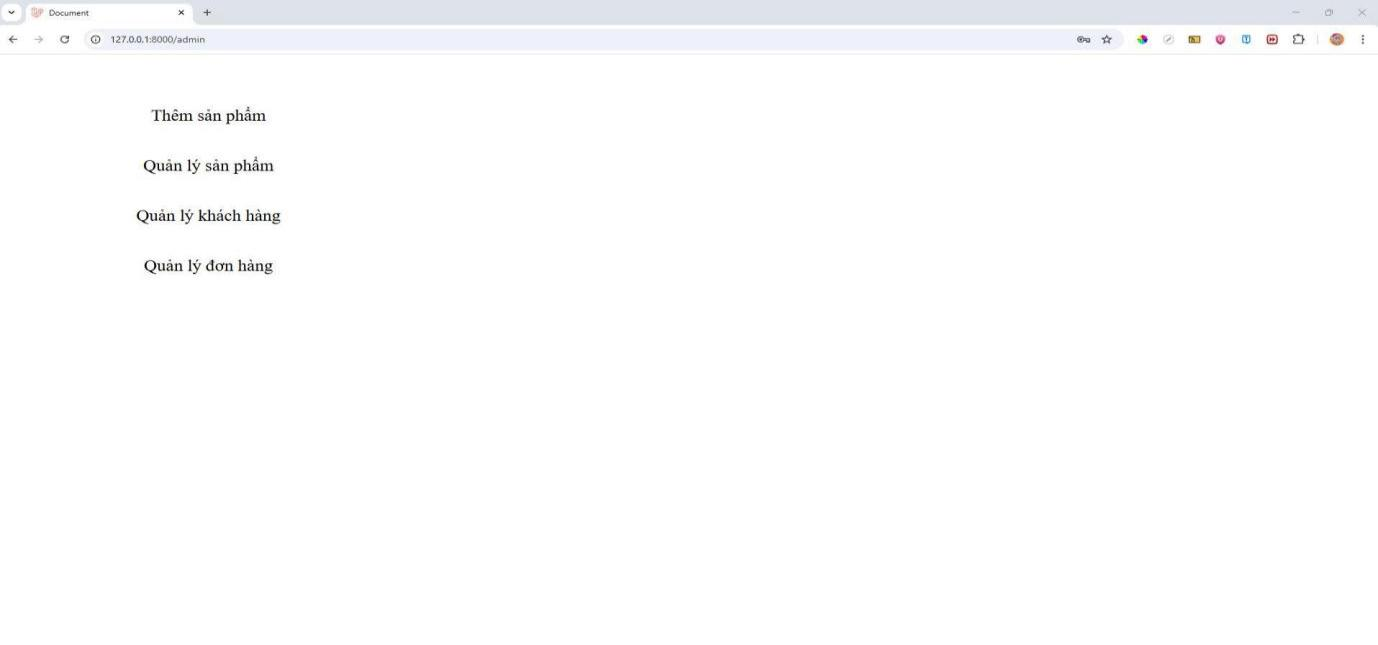 Document
127.0.0.1:8000/admin
Thêm sản phẩm
Quản lý sản phẩm
Quản lý khách hàng
Quản lý đơn hàng